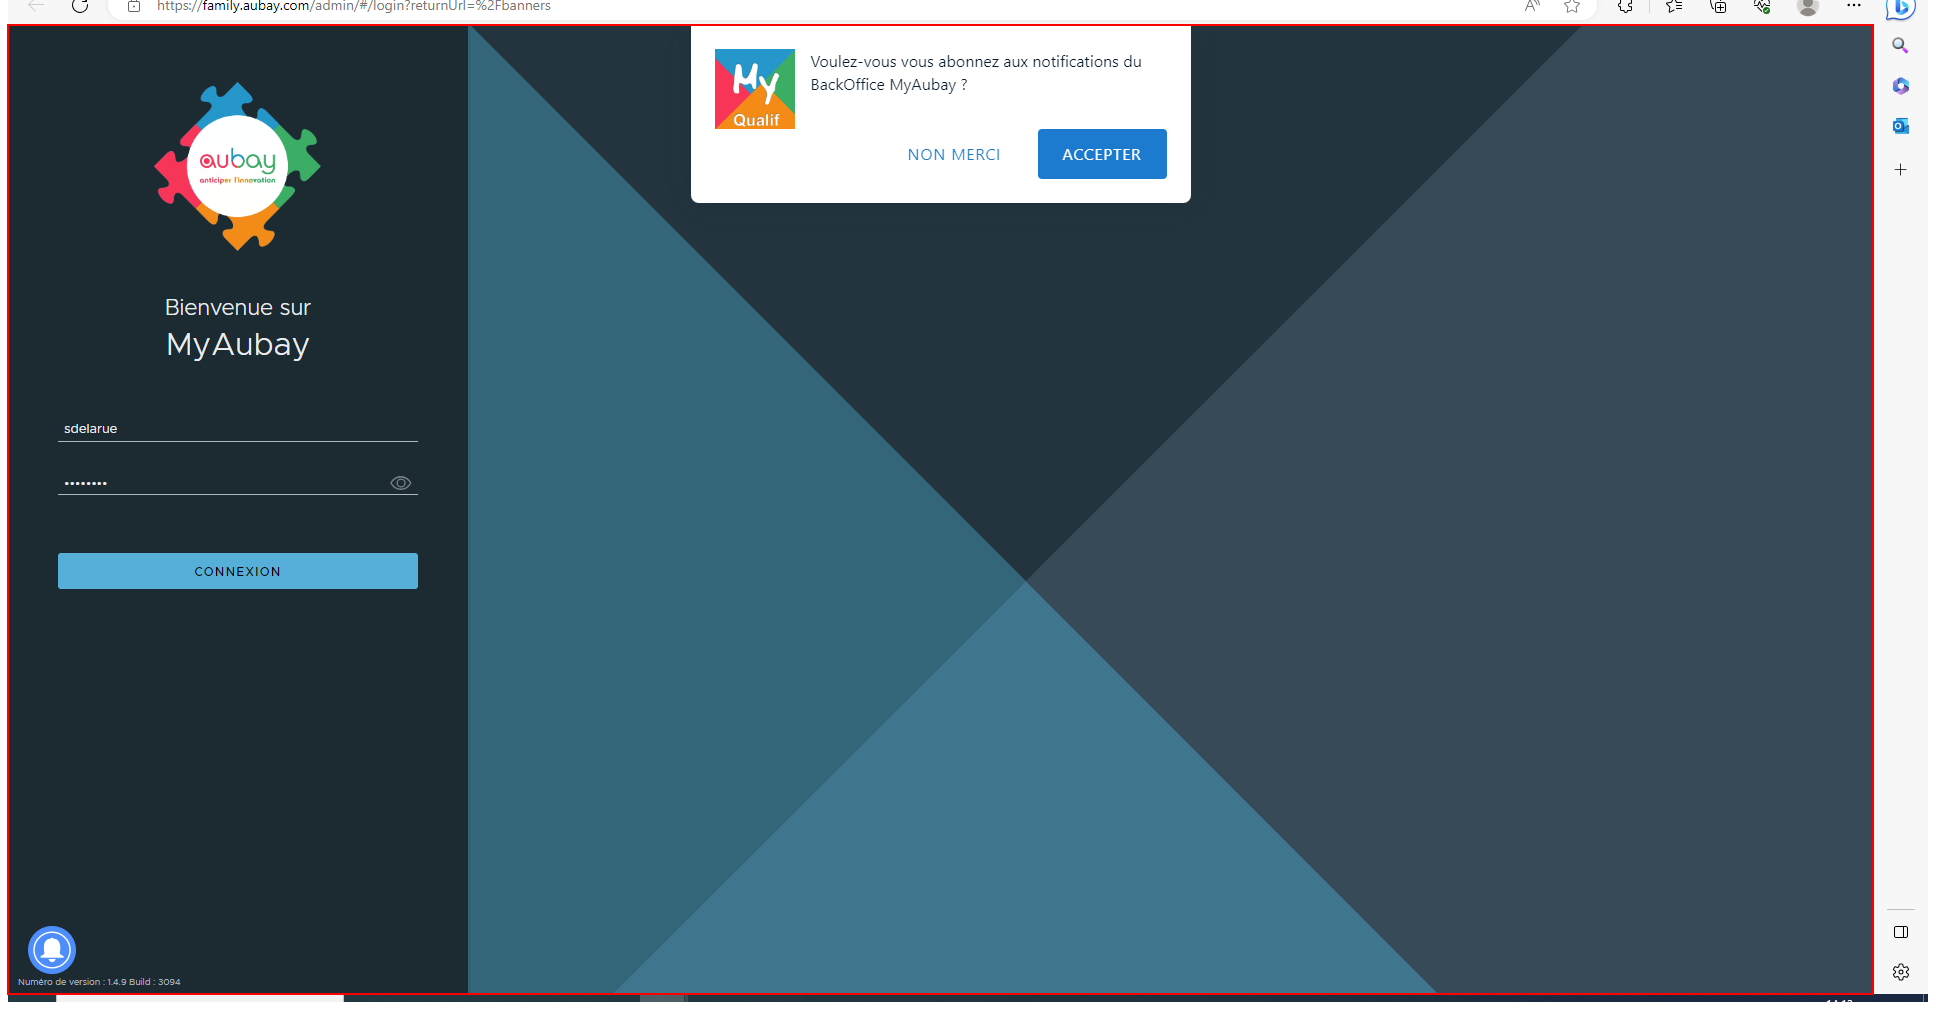 https://family.aubay.com/admin/#/login?returnUrl=%2Fbanners
Voulez-vous vous abonnez aux notifications du
BackOffice MyAubay ?
My
Qualif
NON MERCI
ACCEPTER
aubay
anticiper l'innovation
Bienvenue sur
MyAubay
sdelarue
••••••••
CONNEXION
Numéro de version : 1.4.9 Build : 3094